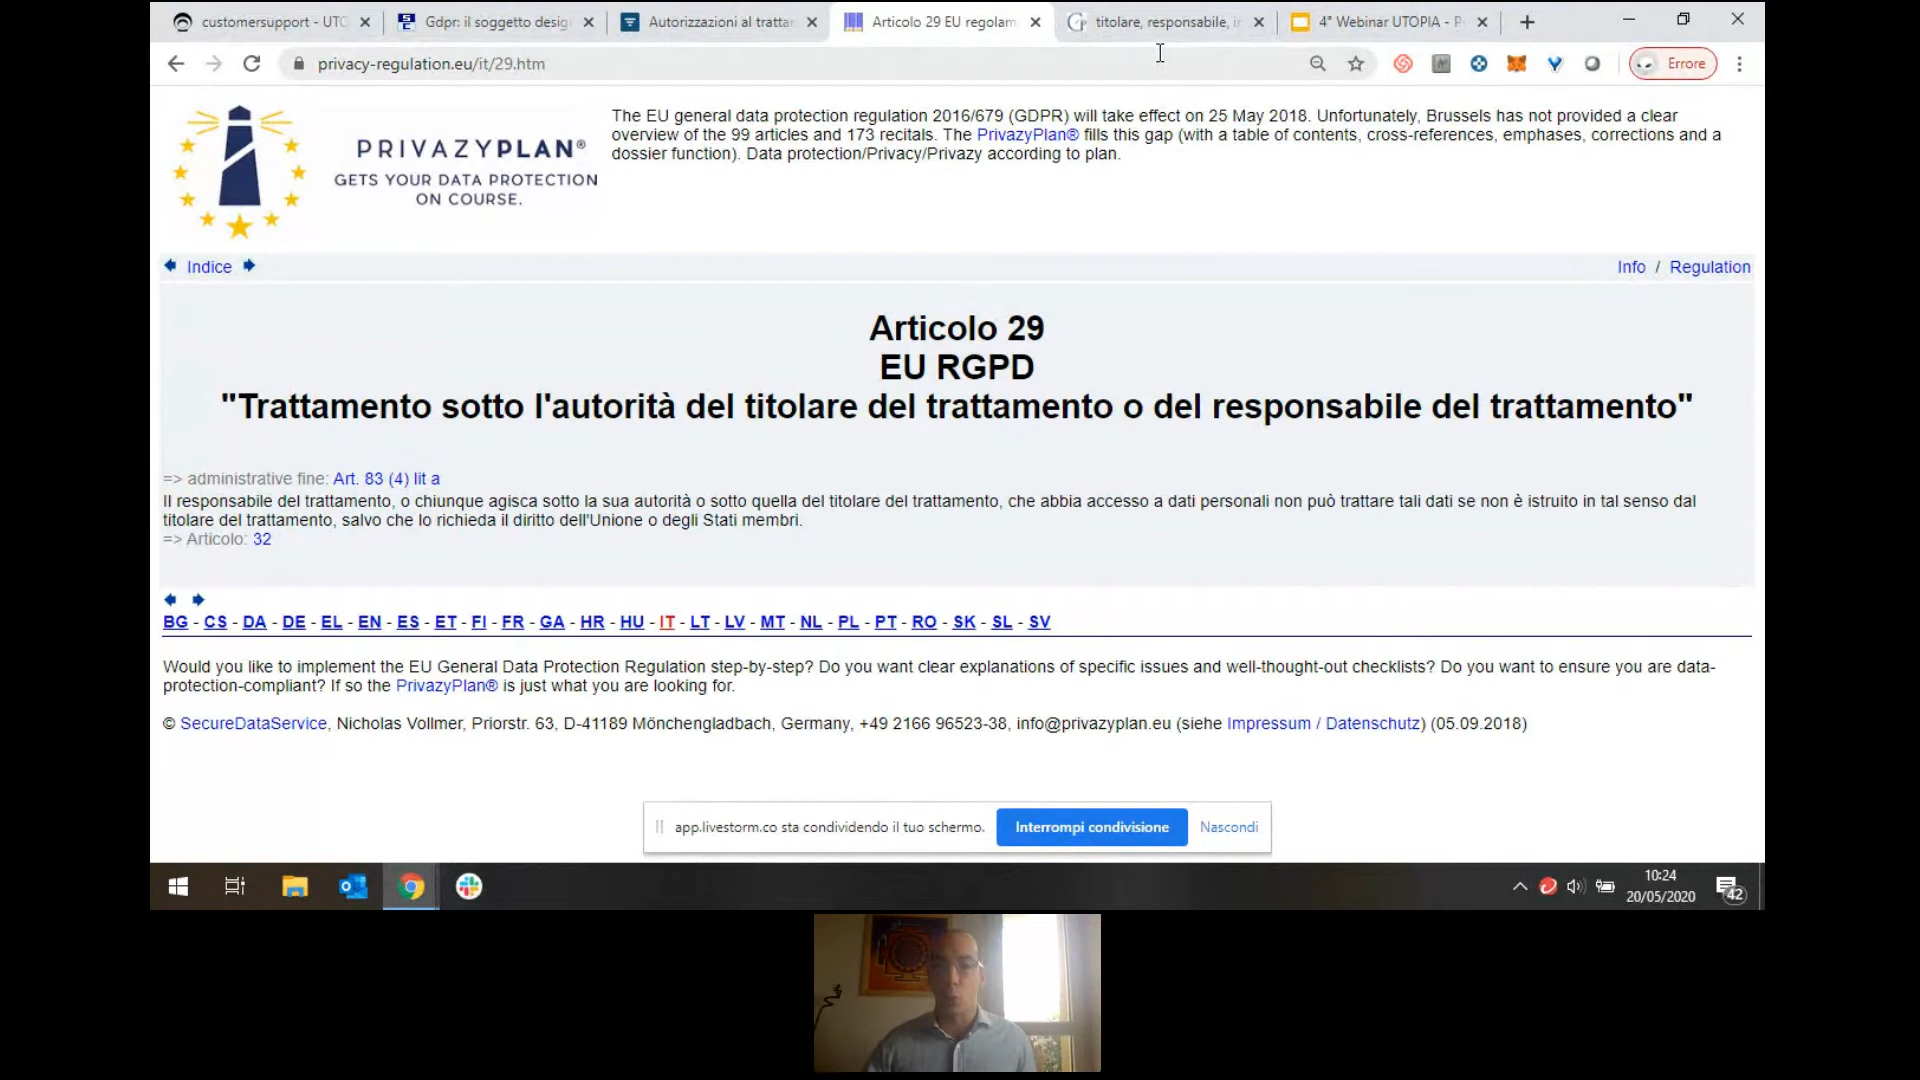 customersupport - UTO
Gdpr: il soggetto desig
Autorizzazioni al tratta
Articolo 29 EU regolam
titolare, responsabile, i
4° Webinar UTOPIA - P
privacy-regulation.eu/it/29.htm
Errore
PRIVAZYPLAN®
GETS YOUR DATA PROTECTION
ON COURSE.
The EU general data protection regulation 2016/679 (GDPR) will take effect on 25 May 2018. Unfortunately, Brussels has not provided a clear
overview of the 99 articles and 173 recitals. The PrivazyPlan® fills this gap (with a table of contents, cross-references, emphases, corrections and a
dossier function). Data protection/Privacy/Privazy according to plan.
Indice
Info / Regulation
Articolo 29
EU RGPD
"Trattamento sotto l'autorità del titolare del trattamento o del responsabile del trattamento"
=> administrative fine: Art. 83 (4) lit a
Il responsabile del trattamento, o chiunque agisca sotto la sua autorità o sotto quella del titolare del trattamento, che abbia accesso a dati personali non può trattare tali dati se non è istruito in tal senso dal
titolare del trattamento, salvo che lo richieda il diritto dell'Unione o degli Stati membri.
=> Articolo: 32
BG - CS - DA - DE - EL - EN - ES - ET - FI - FR - GA - HR - HU - IT - LT - LV - MT - NL - PL - PT - RO - SK - SL - SV
Would you like to implement the EU General Data Protection Regulation step-by-step? Do you want clear explanations of specific issues and well-thought-out checklists? Do you want to ensure you are data-
protection-compliant? If so the PrivazyPlan® is just what you are looking for.
© SecureDataService, Nicholas Vollmer, Priorstr. 63, D-41189 Mönchengladbach, Germany, +49 2166 96523-38, info@privazyplan.eu (siehe Impressum / Datenschutz) (05.09.2018)
app.livestorm.co sta condividendo il tuo schermo.
Interrompi condivisione
Nascondi
10:24
20/05/2020
42